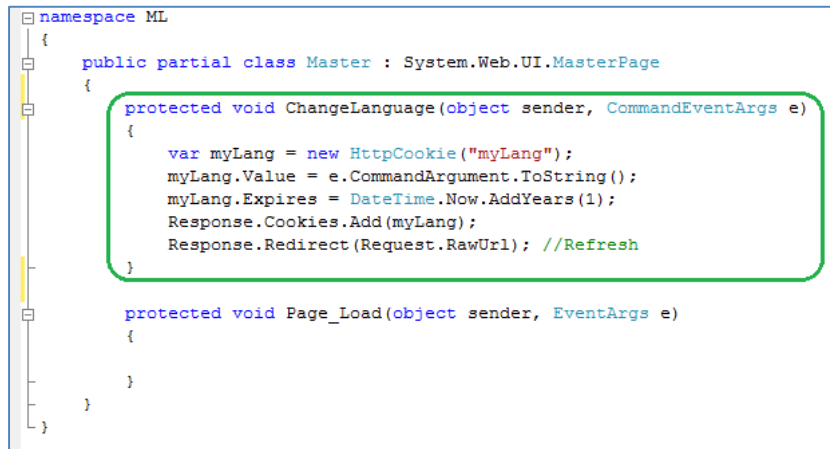 namespace ML
{
public partial class Master : System.Web.UI.MasterPage
{
protected void ChangeLanguage(object sender, CommandEventArgs e)
{
var myLang = new HttpCookie("myLang");
myLang.Value = e.CommandArgument.ToString();
myLang.Expires = DateTime.Now.AddYears(1);
Response.Cookies.Add(myLang);
Response.Redirect(Request.RawUrl); //Refresh
}
protected void Page_Load(object sender, EventArgs e)
{
}
}
}